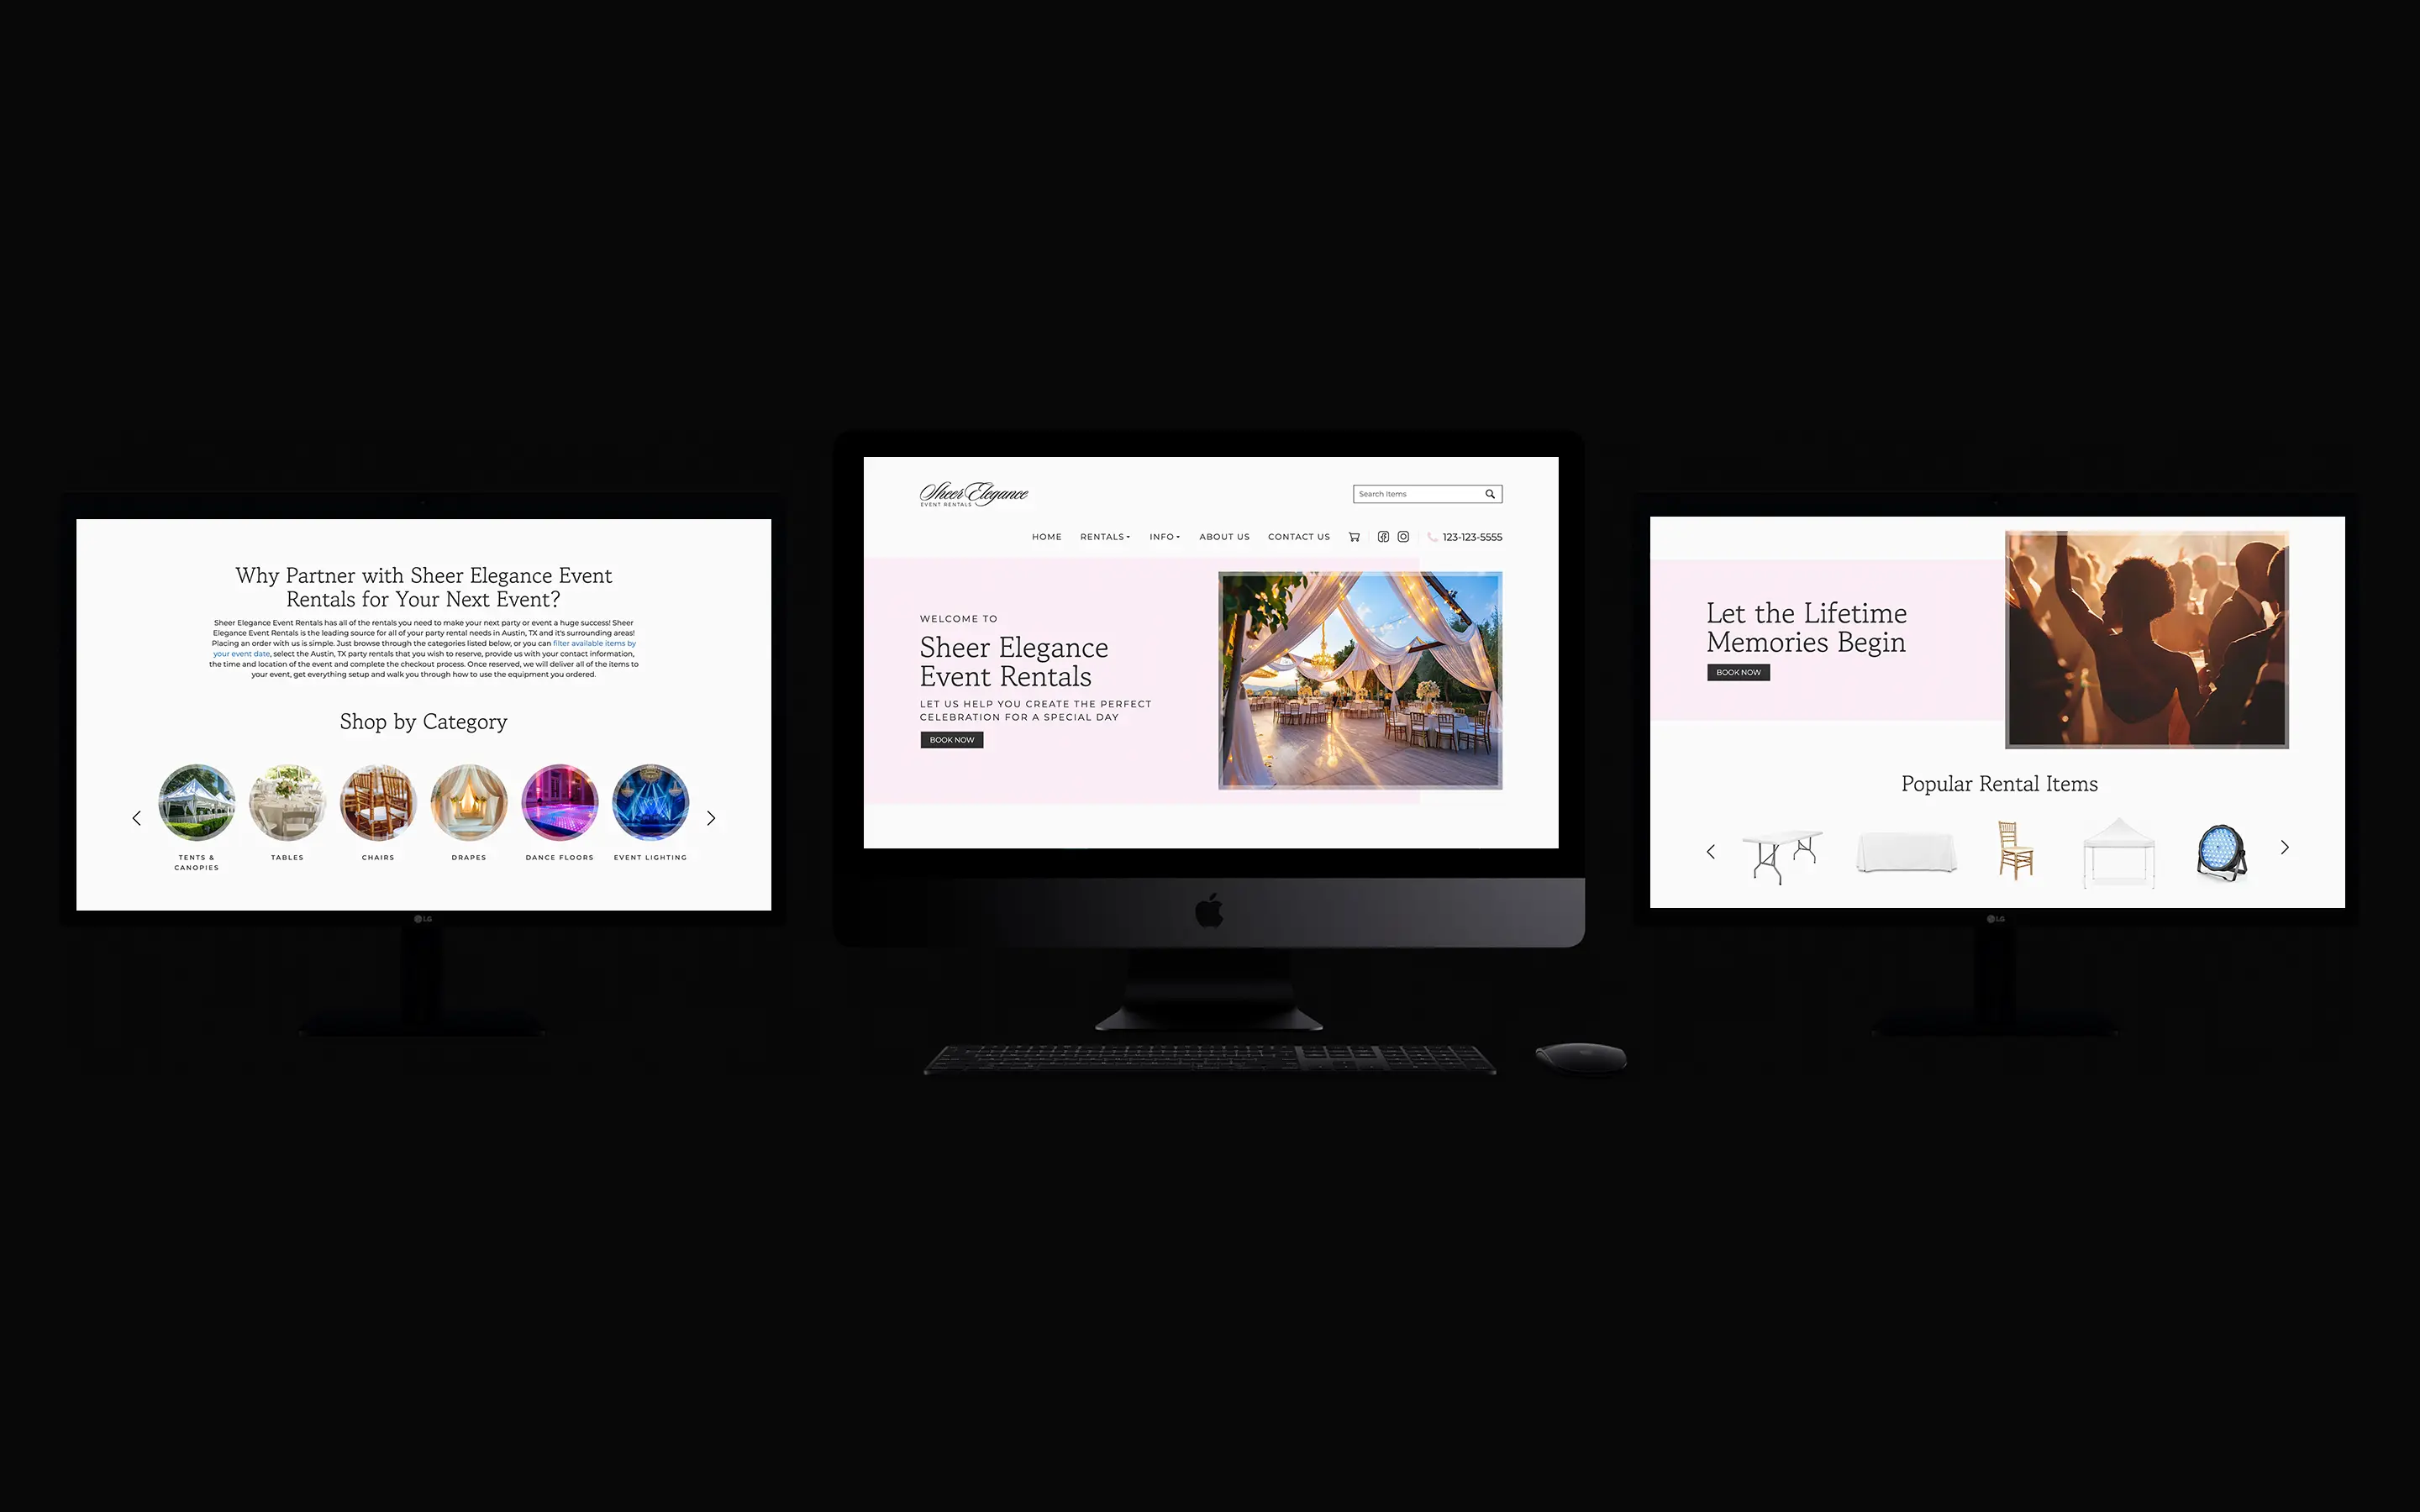 Why Partner with Sheer Elegance Event
Rentals for Your Next Event?
Sheer Elegance Event Rentals has all of the rentals you need to make your next party or event a huge success! Sheer
Elegance Event Rentals is the leading source for all of your party rental needs in Austin, TX and it's surrounding areas!
Placing an order with us is simple. Just browse through the categories listed below, or you can filter available items by
your event date, select the Austin, TX party rentals that you wish to reserve, provide us with your contact information,
the time and location of the event and complete the checkout process. Once reserved, we will deliver all of the items to
your event, get everything setup and walk you through how to use the equipment you ordered.
Shop by Category
TENTS &
CANOPIES
TABLES
CHAIRS
DRAPES
DANCE FLOORS
EVENT LIGHTING
LG
Sheer Elegance
EVENT RENTALS
Search Items
HOME RENTALS INFO ABOUT US CONTACT US 123-123-5555
WELCOME TO
Sheer Elegance
Event Rentals
LET US HELP YOU CREATE THE PERFECT
CELEBRATION FOR A SPECIAL DAY
BOOK NOW
Let the Lifetime
Memories Begin
BOOK NOW
Popular Rental Items
LG